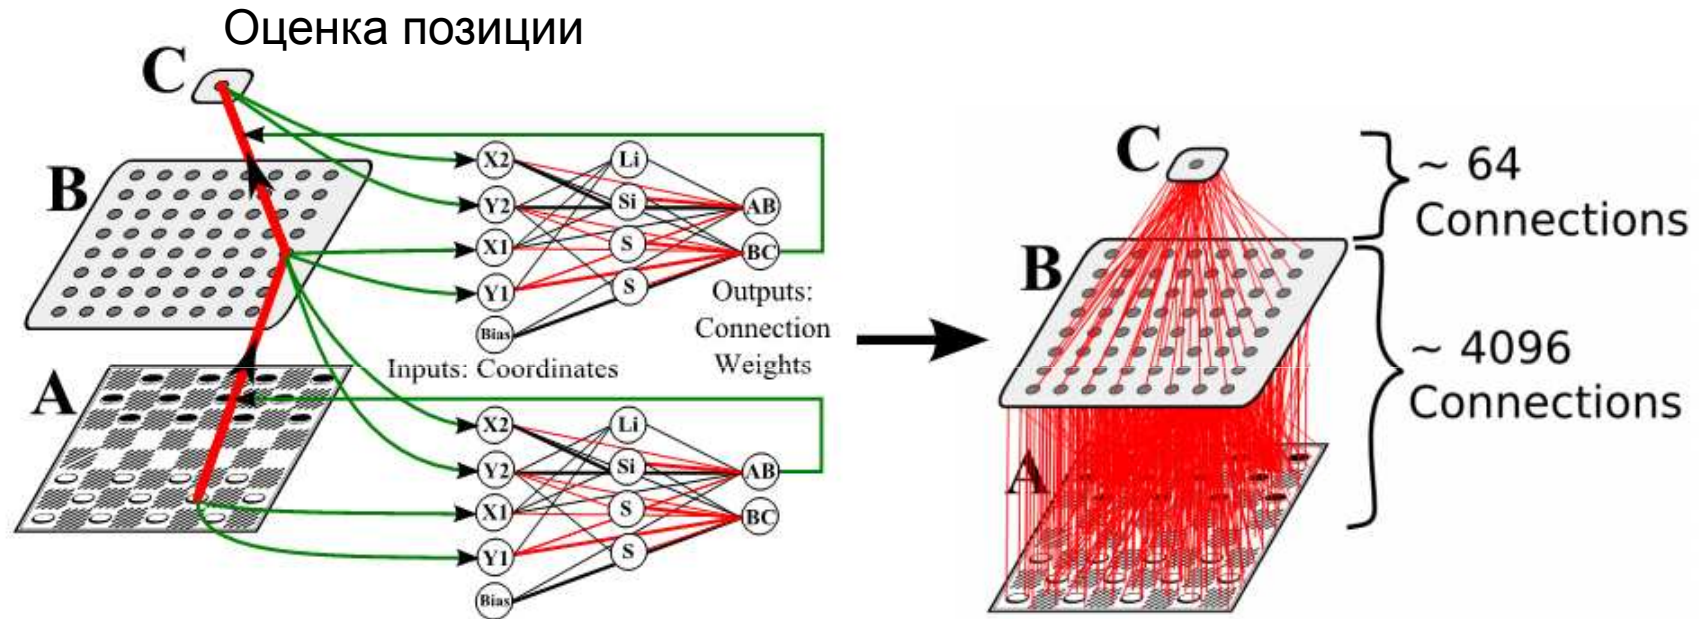 Оценка позиции
C
B
A
X2
Y2
X1
Y1
Bias
Li
Si
S
S
AB
BC
Outputs:
Connection
Weights
Inputs: Coordinates
X2
Y2
X1
Y1
Bias
Li
Si
S
S
AB
BC
C
B
A
~ 64
Connections
~ 4096
Connections